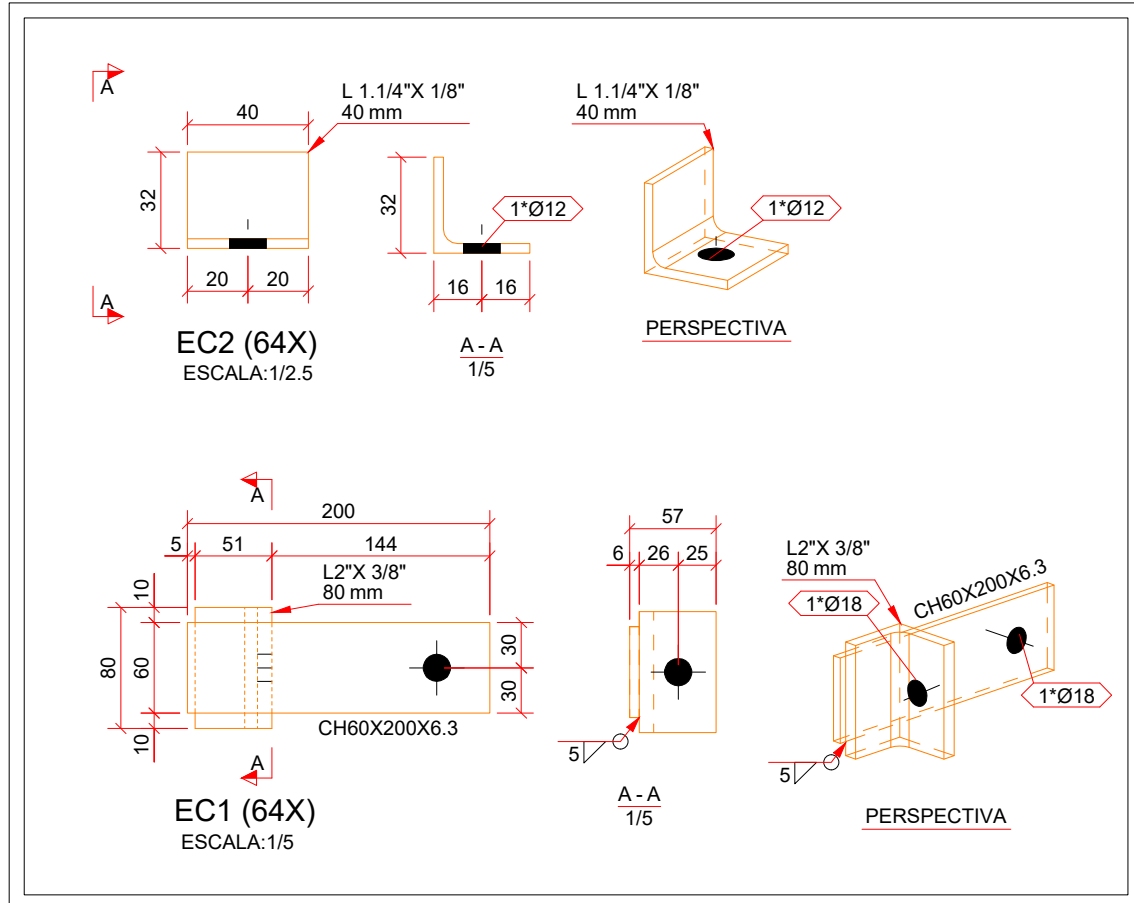 A
A
40
32
20
20
L 1.1/4"X 1/8"
40 mm
EC2 (64X)
ESCALA:1/2.5
32
1*Ø12
16
16
A - A
1/5
L 1.1/4"X 1/8"
40 mm
1*Ø12
PERSPECTIVA
A
A
200
5
51
144
L2"X 3/8"
80 mm
10
60
10
80
30
30
CH60X200X6.3
EC1 (64X)
ESCALA:1/5
57
6
26
25
5
A - A
1/5
L2"X 3/8"
80 mm
1*Ø18
CH60X200X6.3
1*Ø18
5
PERSPECTIVA